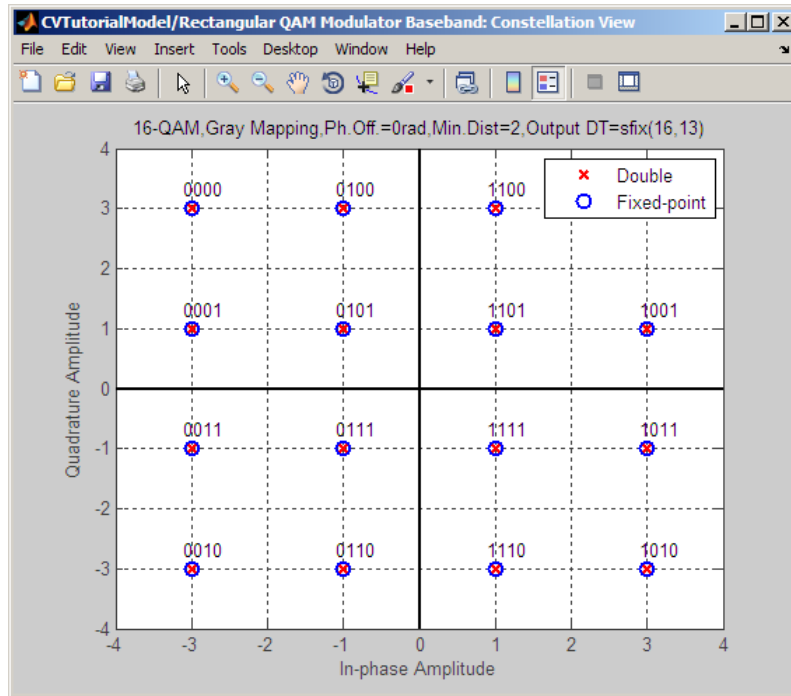 CVTutorialModel/Rectangular QAM Modulator Baseband: Constellation View
File Edit View Insert Tools Desktop Window Help
16-QAM,Gray Mapping,Ph.Off.=0rad,Min.Dist=2,Output DT=sfix(16,13)
Double
Fixed-point
4
0000 0100 1100
3
2
0001 0101 1101 1001
1
0
0011 0111 1111 1011
-1
-2
0010 0110 1110 1010
-3
-4
-4 -3 -2 -1 0 1 2 3 4
Quadrature Amplitude
In-phase Amplitude